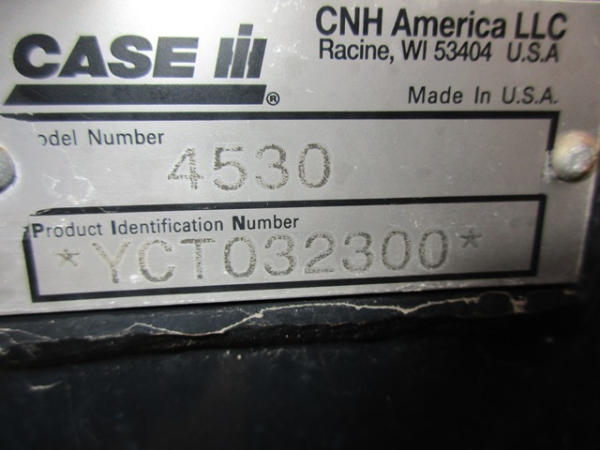 CASE IH ®
CNH America LLC
Racine, WI 53404 U.S.A
Made In U.S.A.
odel Number
4530
Product Identification Number
*YCT032300*